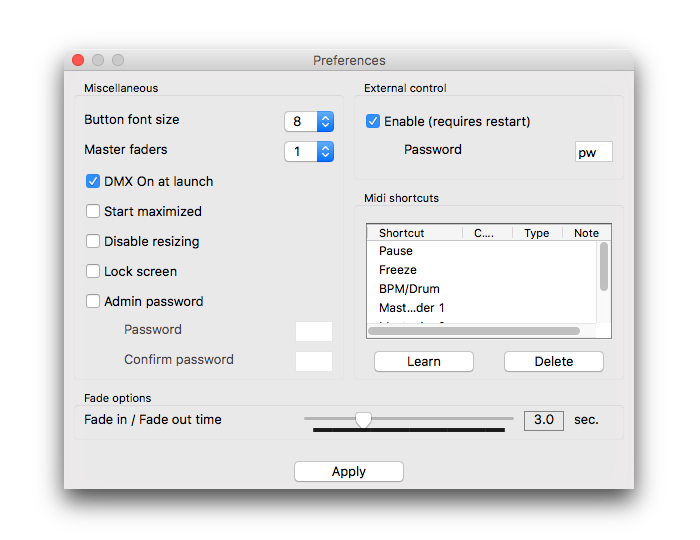 Preferences
Miscellaneous
Button font size
8
Master faders
1
DMX On at launch
Start maximized
Disable resizing
Lock screen
Admin password
Password
Confirm password
External control
Enable (requires restart)
Password
pw
Midi shortcuts
Shortcut C.... Type Note
Pause
Freeze
BPM/Drum
Mast...der 1
Learn
Delete
Fade options
Fade in / Fade out time
3.0
sec.
Apply